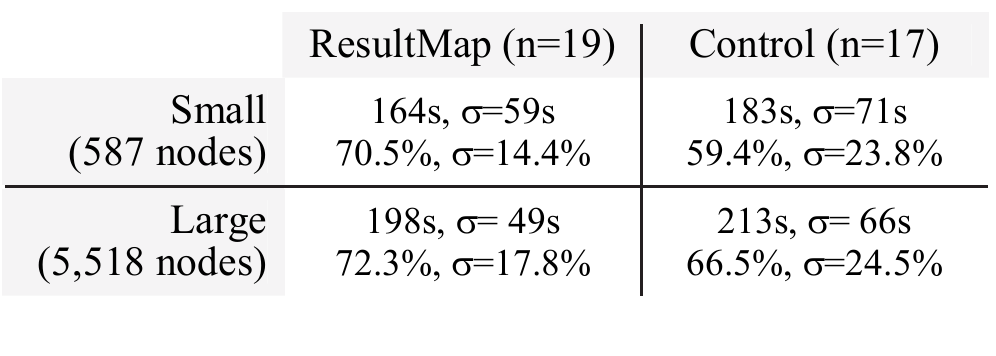 ResultMap (n=19) Control (n=17)
Small 164s, σ=59s 183s, σ=71s
(587 nodes) 70.5%, σ=14.4% 59.4%, σ=23.8%
Large 198s, σ= 49s 213s, σ= 66s
(5,518 nodes) 72.3%, σ=17.8% 66.5%, σ=24.5%